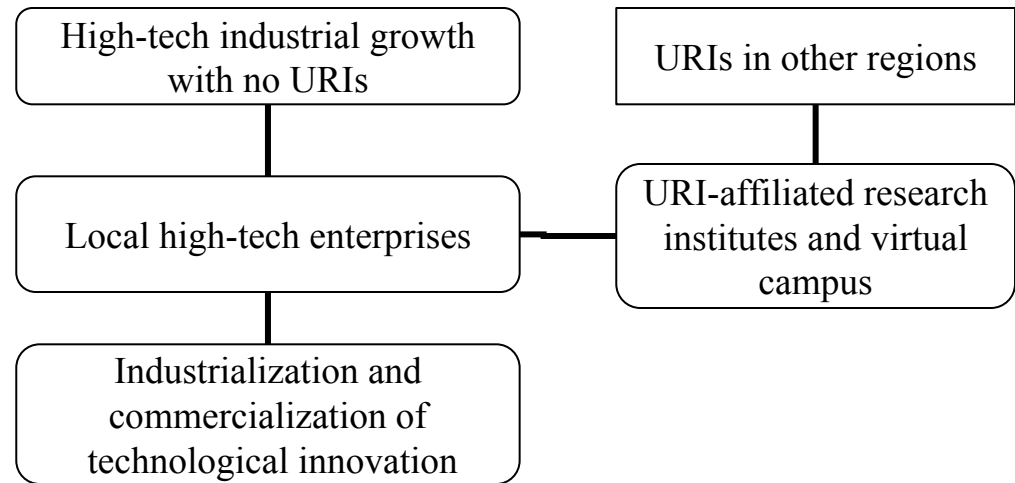 High-tech industrial growth
with no URIs
URIs in other regions
Local high-tech enterprises
URI-affiliated research
institutes and virtual
campus
Industrialization and
commercialization of
technological innovation